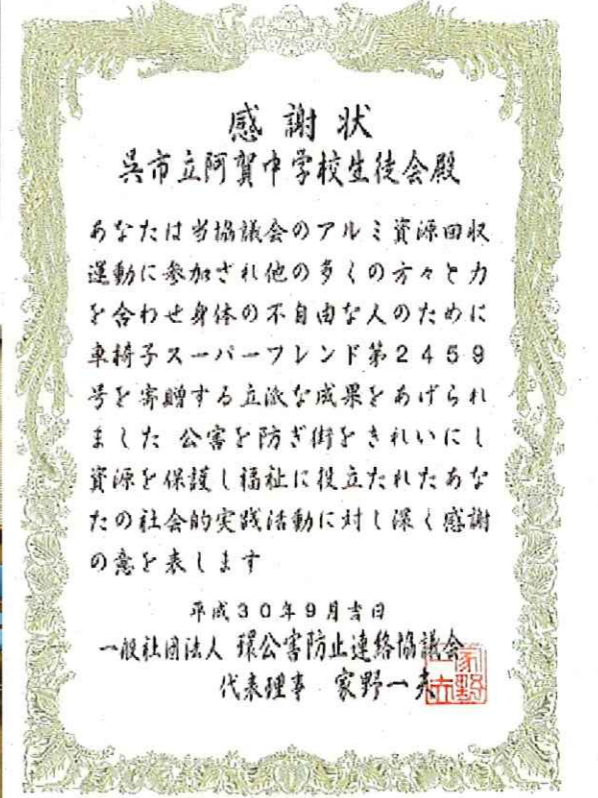 感謝状
呉市立阿賀中学校生徒会殿
あなたは当協議会のアルミ資源回収
運動に参加され他の多くの方々と力
を合わせ身体の不自由な人のために
車椅子スーパーフレンド第2459
号を寄贈する立派な成果をあげられ
ました 公害を防ぎ街をきれいにし
資源を保護し福祉に役立たれたあな
たの社会的実践活動に対し深く感謝
の意を表します
平成30年9月吉日
一般社団法人 環公害防止連絡協議会
代表理事 家野一夫